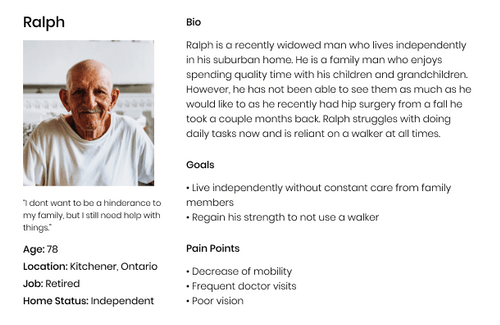 Ralph
"I dont want to be a hinderance to
my family, but I still need help with
things."
Age: 78
Location: Kitchener, Ontario
Job: Retired
Home Status: Independent
Bio
Ralph is a recently widowed man who lives independently
in his suburban home. He is a family man who enjoys
spending quality time with his children and grandchildren.
However, he has not been able to see them as much as he
would like to as he recently had hip surgery from a fall he
took a couple months back. Ralph struggles with doing
daily tasks now and is reliant on a walker at all times.
Goals
• Live independently without constant care from family
members
• Regain his strength to not use a walker
Pain Points
• Decrease of mobility
• Frequent doctor visits
• Poor vision